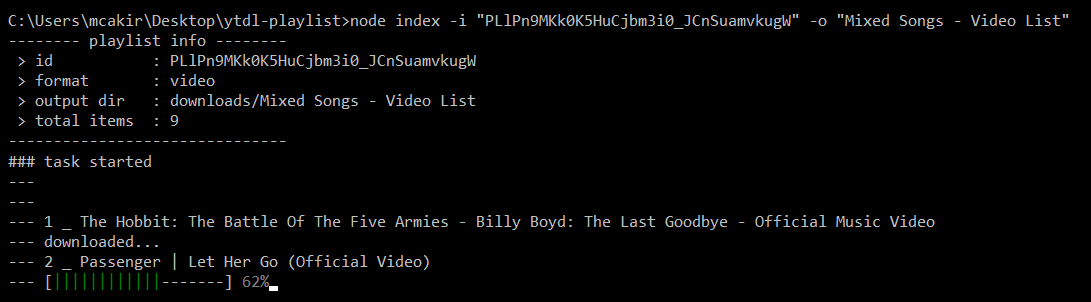 C:\Users\mcakir\Desktop\ytdl-playlist>node index -i "PLlPn9MKk0K5HuCjbm3i0_JCnSuamvkugW" -o "Mixed Songs - Video List"
-------- playlist info --------
 > id           : PLlPn9MKk0K5HuCjbm3i0_JCnSuamvkugW
 > format       : video
 > output dir   : downloads/Mixed Songs - Video List
 > total items  : 9
-------------------------------
### task started
---
---
--- 1 _ The Hobbit: The Battle Of The Five Armies - Billy Boyd: The Last Goodbye - Official Music Video
--- downloaded...
--- 2 _ Passenger | Let Her Go (Official Video)
--- [||||||||||||-------] 62%